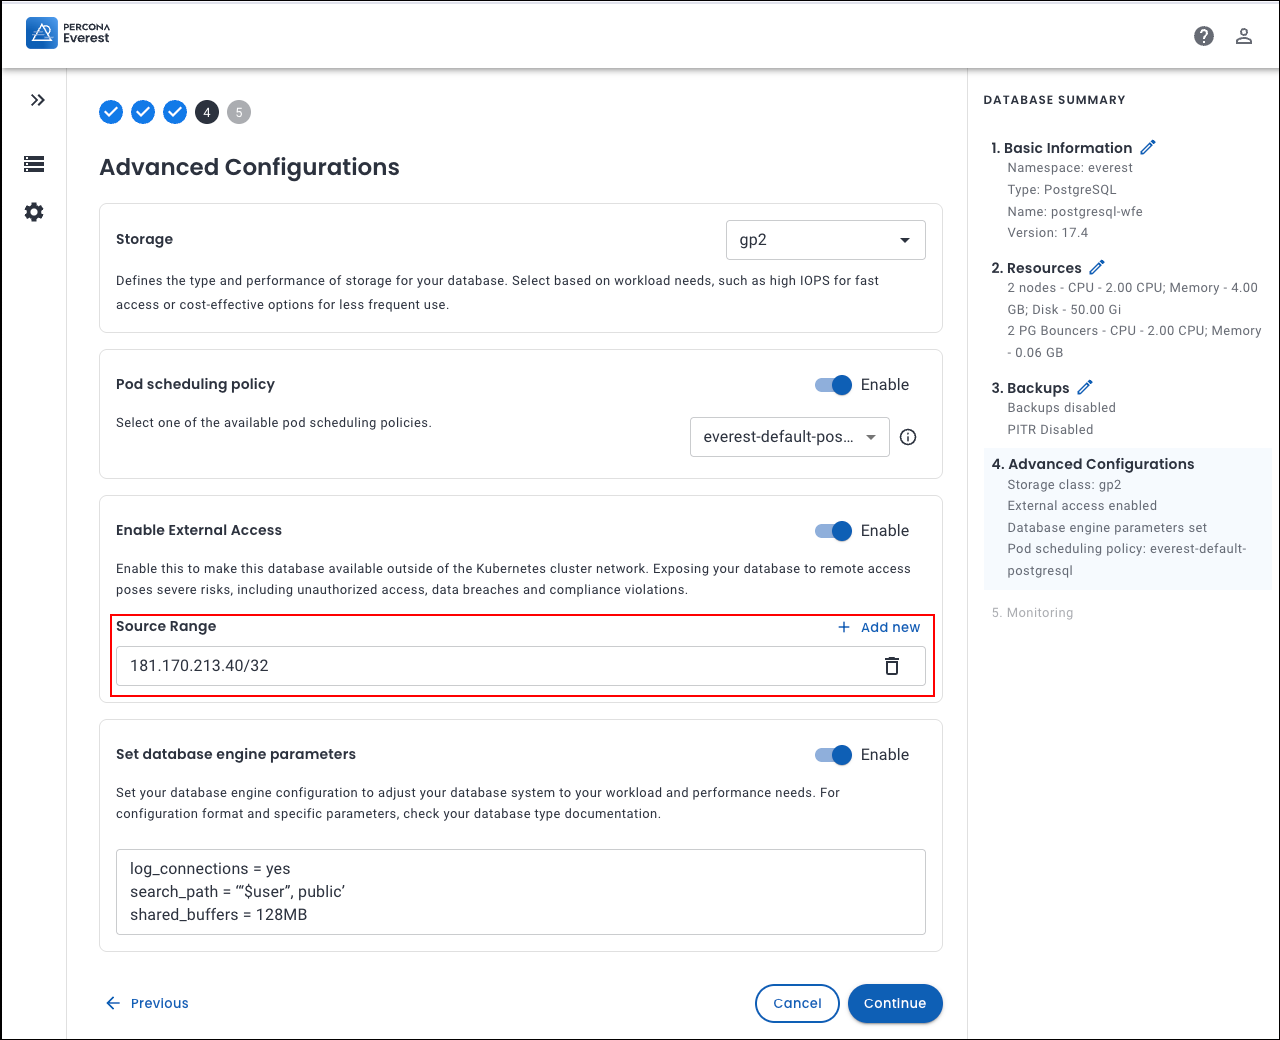 PERCONA
Everest
4
5
Advanced Configurations
Storage
gp2
Defines the type and performance of storage for your database. Select based on workload needs, such as high IOPS for fast
access or cost-effective options for less frequent use.
Pod scheduling policy
Enable
Select one of the available pod scheduling policies.
everest-default-pos...
Enable External Access
Enable
Enable this to make this database available outside of the Kubernetes cluster network. Exposing your database to remote access
poses severe risks, including unauthorized access, data breaches and compliance violations.
Source Range
Add new
181.170.213.40/32
Set database engine parameters
Enable
Set your database engine configuration to adjust your database system to your workload and performance needs. For
configuration format and specific parameters, check your database type documentation.
log_connections = yes
search_path = ‘“$user”, public’
shared_buffers = 128MB
Previous
Cancel
Continue
DATABASE SUMMARY
1. Basic Information
Namespace: everest
Type: PostgreSQL
Name: postgresql-wfe
Version: 17.4
2. Resources
2 nodes - CPU - 2.00 CPU; Memory - 4.00
GB; Disk - 50.00 Gi
2 PG Bouncers - CPU - 2.00 CPU; Memory
- 0.06 GB
3. Backups
Backups disabled
PITR Disabled
4. Advanced Configurations
Storage class: gp2
External access enabled
Database engine parameters set
Pod scheduling policy: everest-default-
postgresql
5. Monitoring